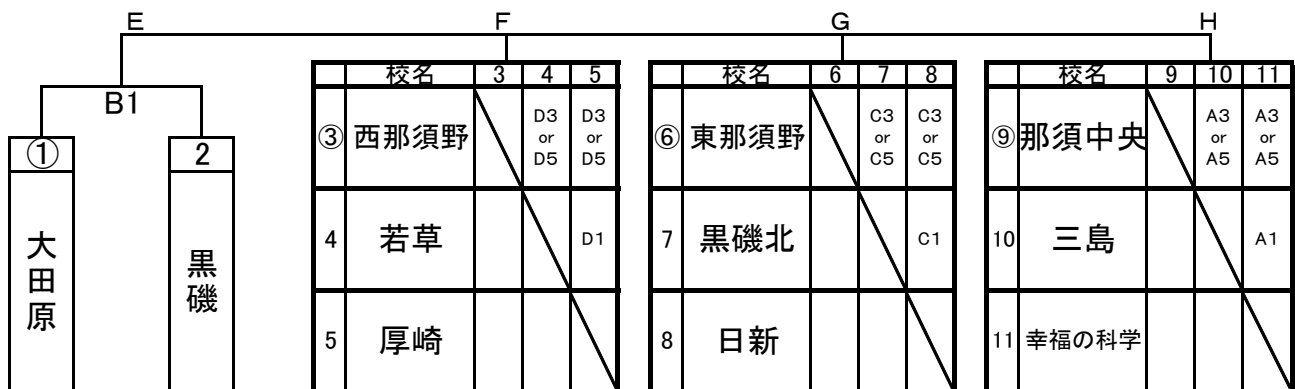 E F G H
B1
① 2
大田原
黒磯
校名 3 4 5
③ 西那須野 D3 or D5 D3 or D5
4 若草 D1
5 厚崎
校名 6 7 8
⑥ 東那須野 C3 or C5 C3 or C5
7 黒磯北 C1
8 日新
校名 9 10 11
⑨ 那須中央 A3 or A5 A3 or A5
10 三島 A1
11 幸福の科学